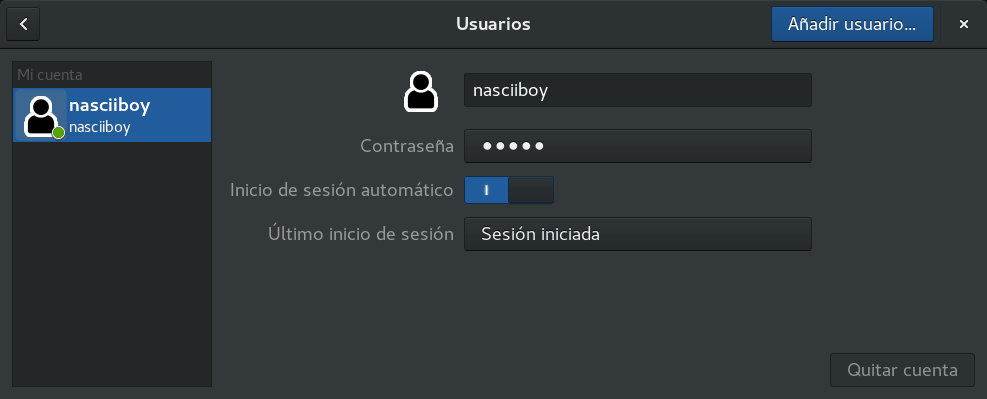 Usuarios
Añadir usuario...
Mi cuenta
nasciiboy
nasciiboy
nasciiboy
Contraseña
Inicio de sesión automático
Último inicio de sesión
Sesión iniciada
Quitar cuenta